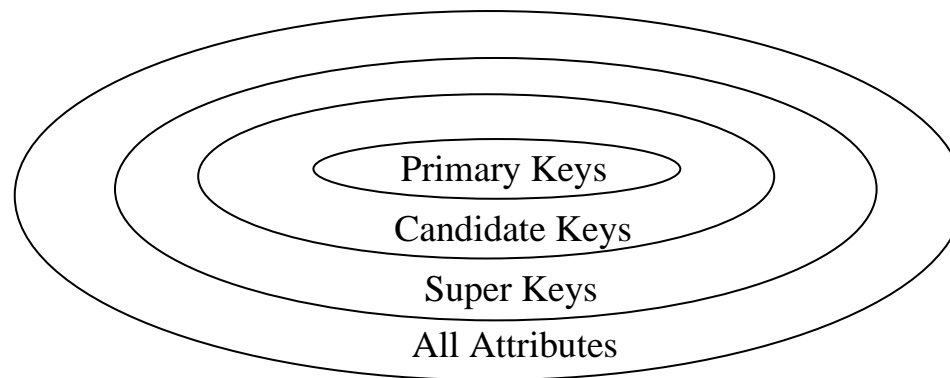 Primary Keys
Candidate Keys
Super Keys
All Attributes